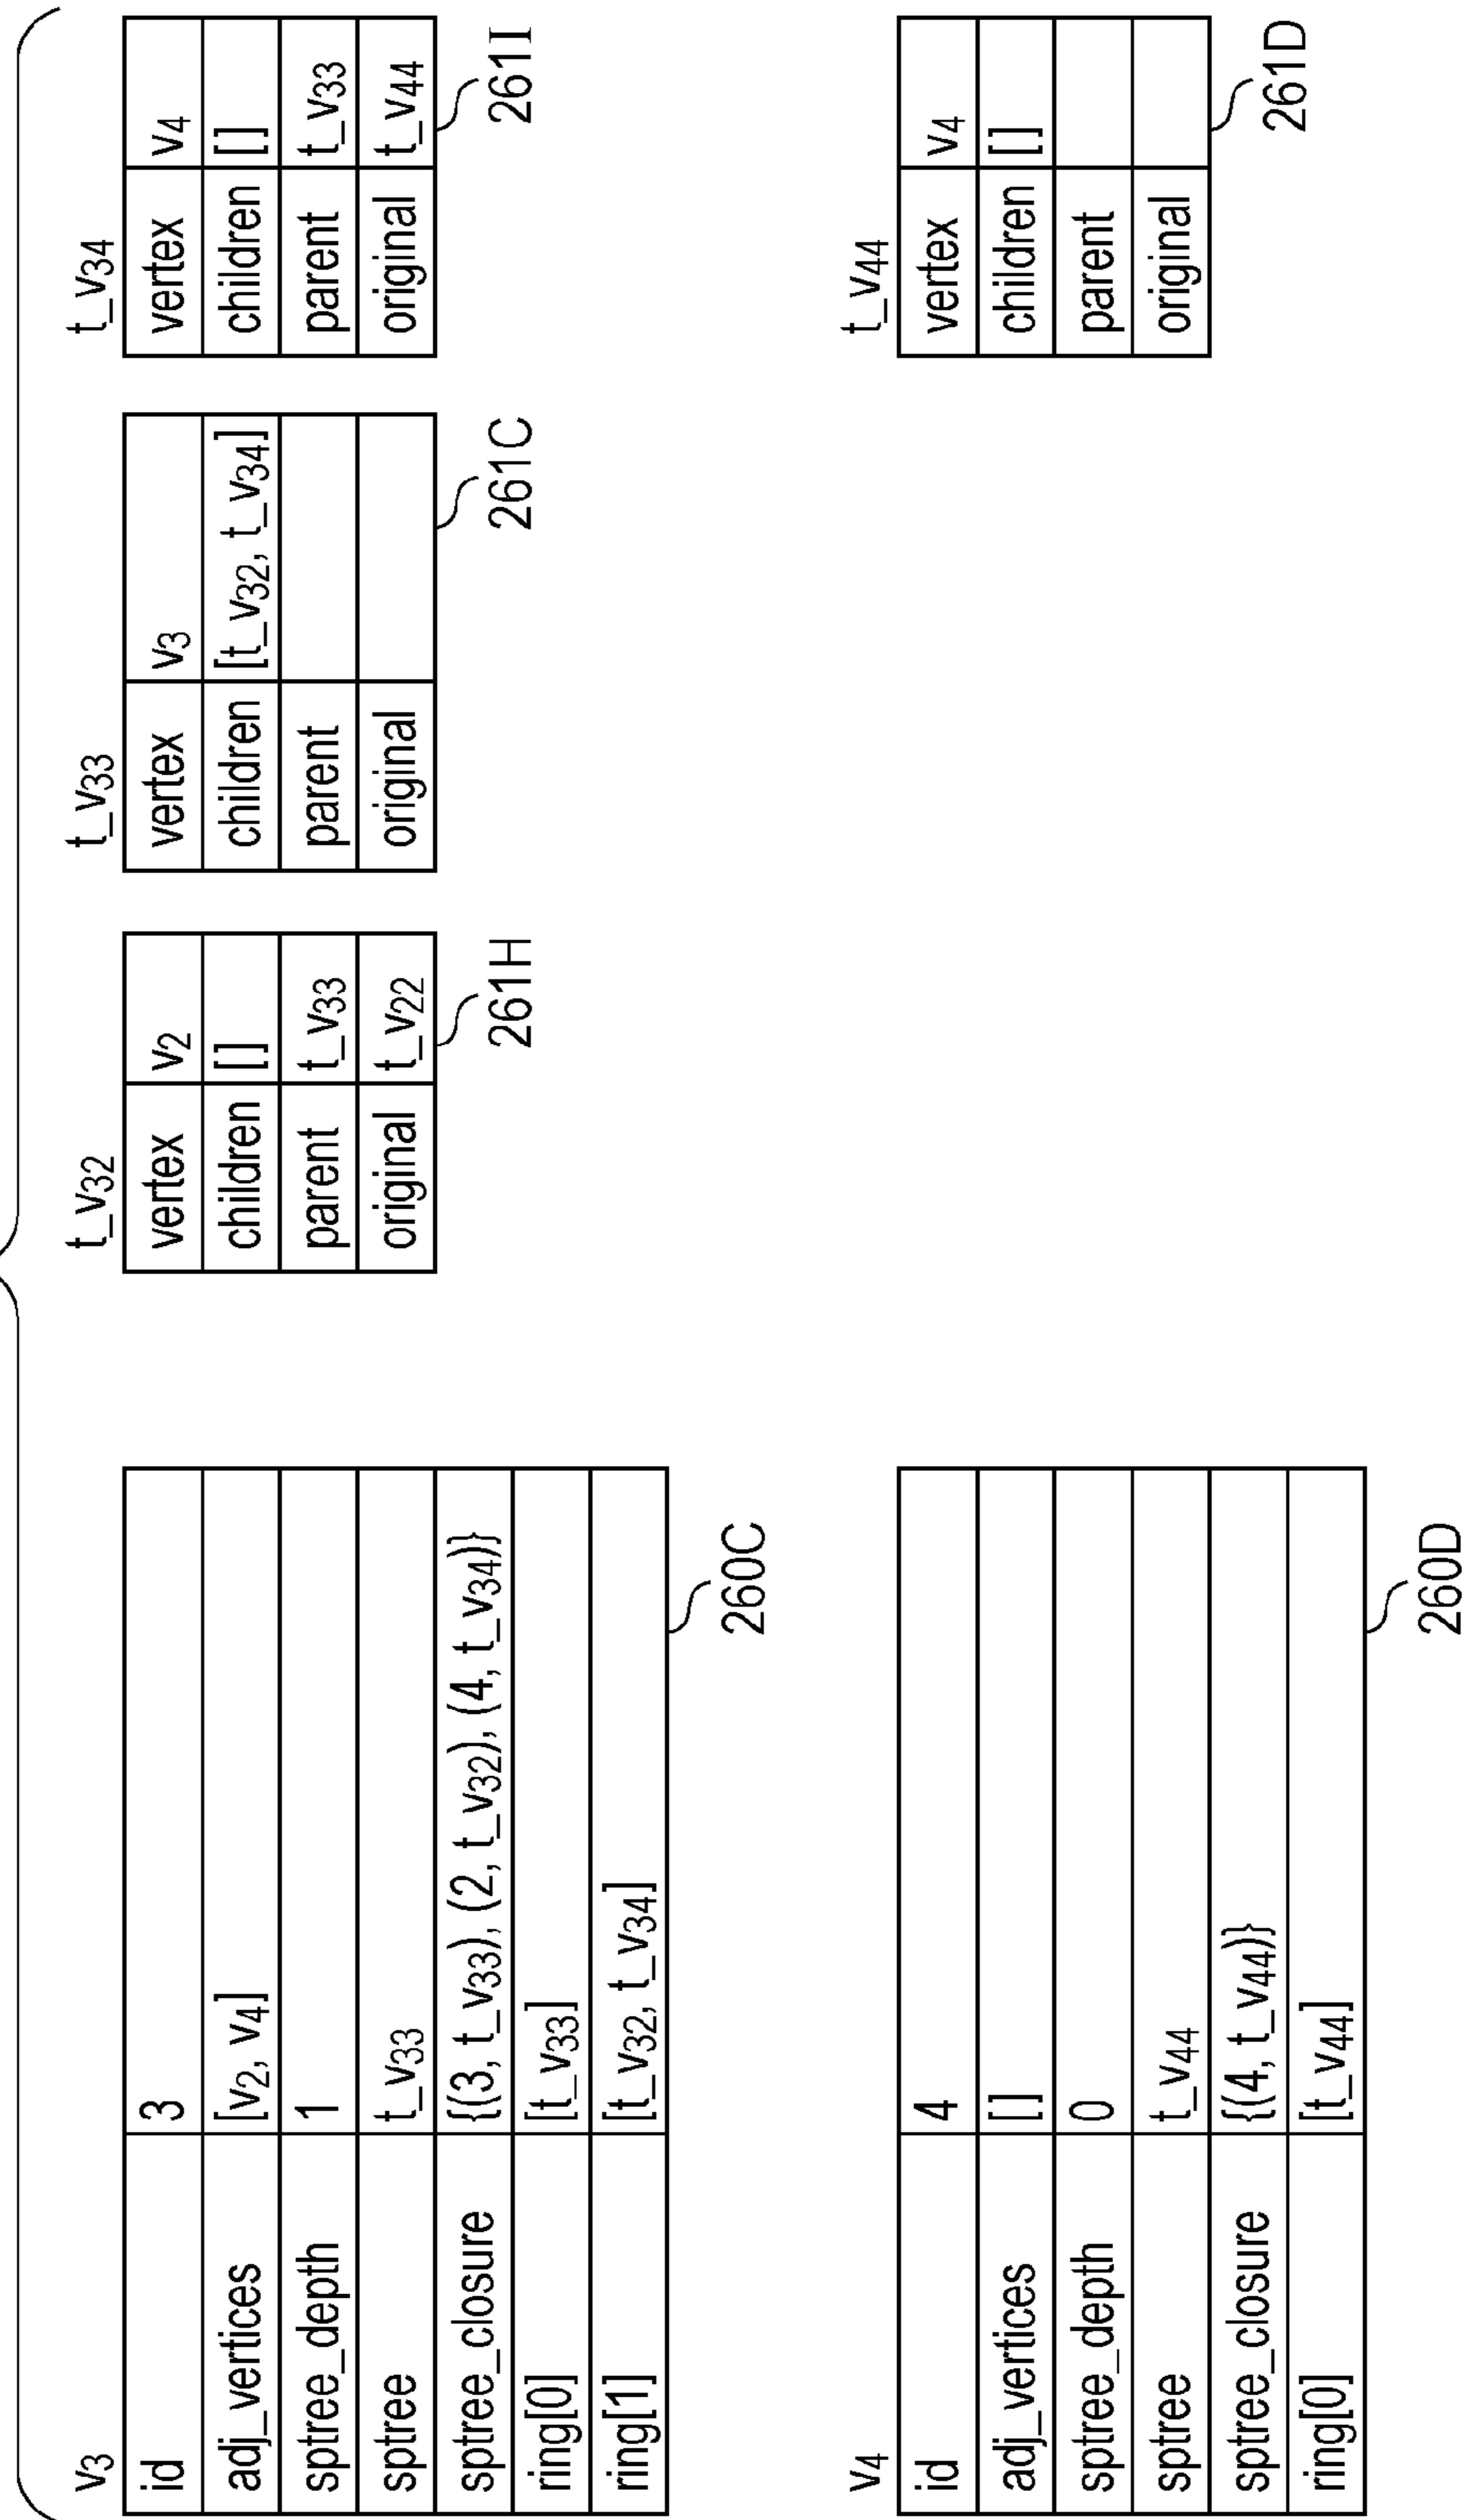 v3
id 3
adj_vertices [v2, v4]
sptree_depth 1
sptree t_v33
sptree_closure {(3, t_v33), (2, t_v32), (4, t_v34)}
ring[0] [t_v33]
ring[1] [t_v32, t_v34]
260C
t_v32
vertex v2
children []
parent t_v33
original t_v22
261H
t_v33
vertex v3
children [t_v32, t_v34]
parent
original
261C
t_v34
vertex v4
children []
parent t_v33
original t_v44
261I
v4
id 4
adj_vertices []
sptree_depth 0
sptree t_v44
sptree_closure {(4, t_v44)}
ring[0] [t_v44]
260D
t_v44
vertex v4
children []
parent
original
261D